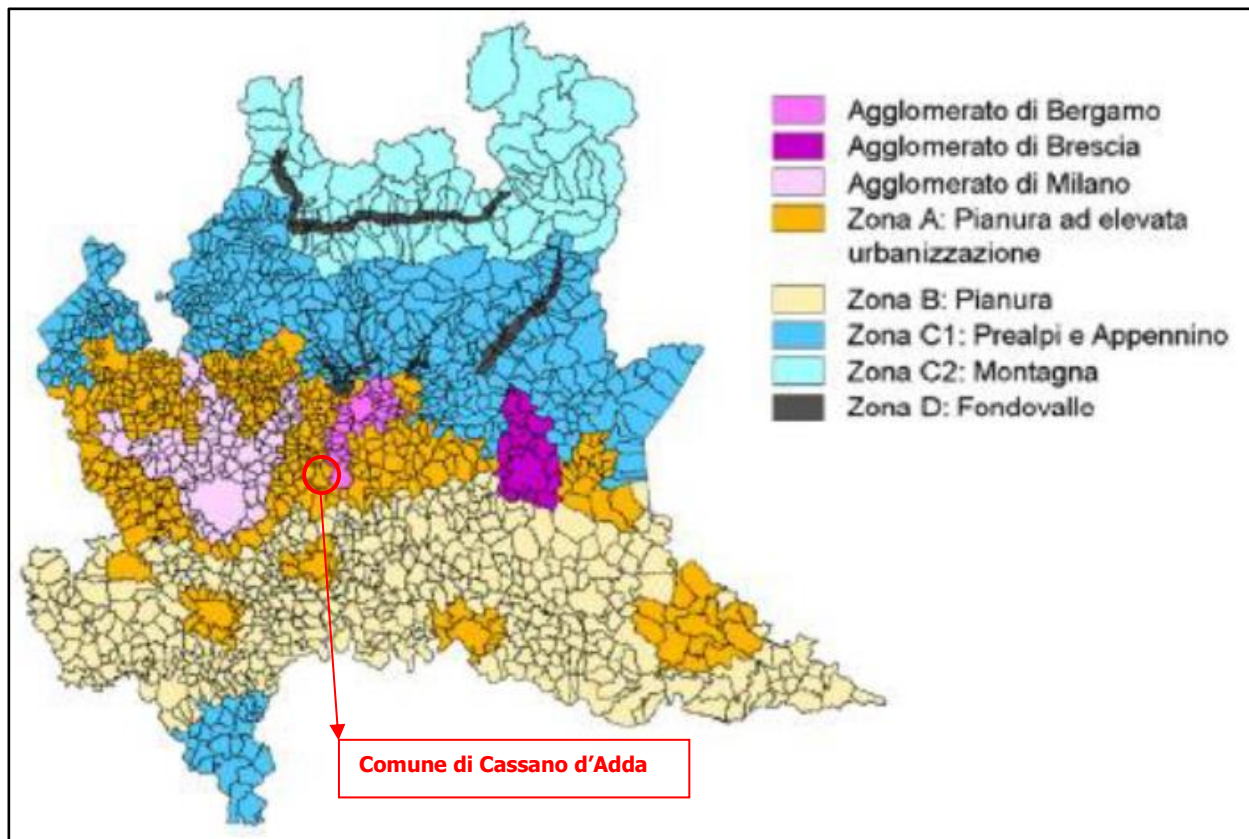 Agglomerato di Bergamo
Agglomerato di Brescia
Agglomerato di Milano
Zona A: Pianura ad elevata
urbanizzazione
Zona B: Pianura
Zona C1: Prealpi e Appennino
Zona C2: Montagna
Zona D: Fondovalle
Comune di Cassano d’Adda